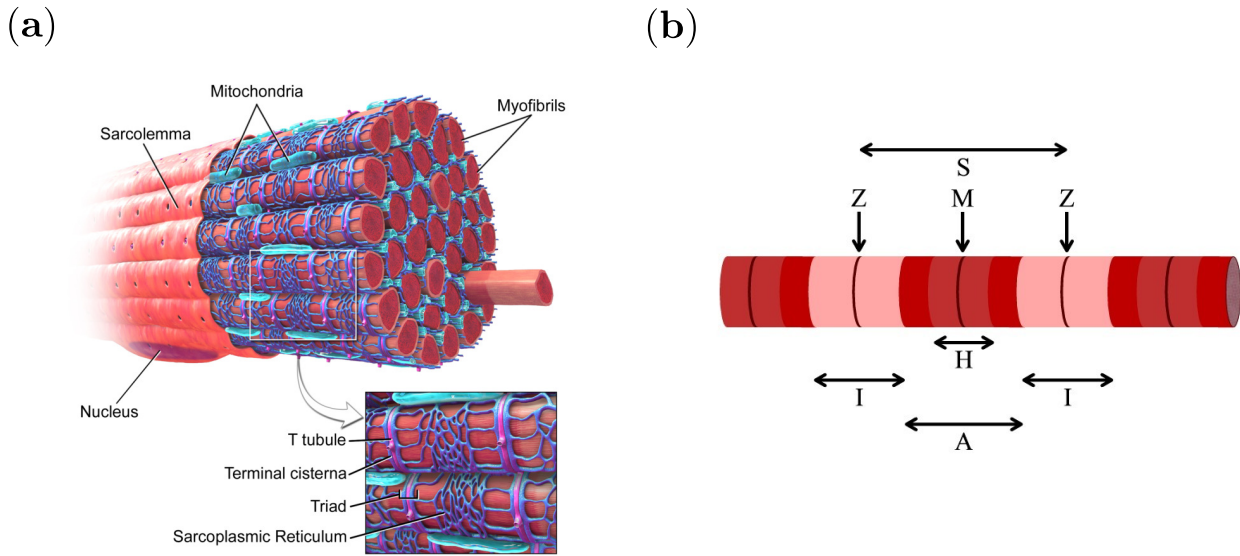 (a)
Mitochondria
Myofibrils
Sarcolemma
Nucleus
T tubule
Terminal cisterna
Triad
Sarcoplasmic Reticulum
(b)
S
Z M Z
H
I I
A